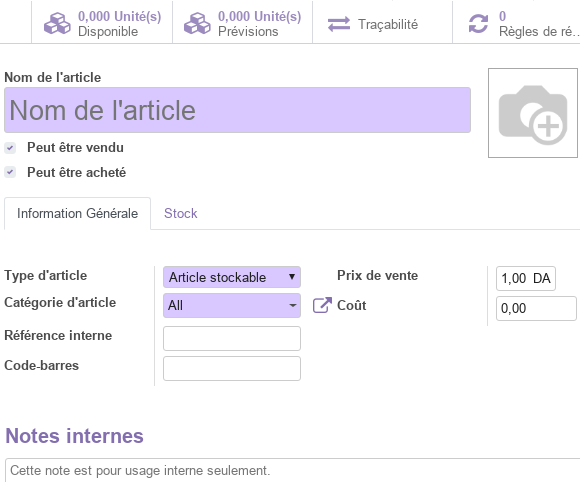 0,000 Unité(s)
Disponible
0,000 Unité(s)
Prévisions
Traçabilité
0
Règles de ré…
Nom de l'article
Nom de l'article
Peut être vendu
Peut être acheté
Information Générale
Stock
Type d'article
Article stockable
Prix de vente
1,00 DA
Catégorie d'article
All
Coût
0,00
Référence interne
Code-barres
Notes internes
Cette note est pour usage interne seulement.